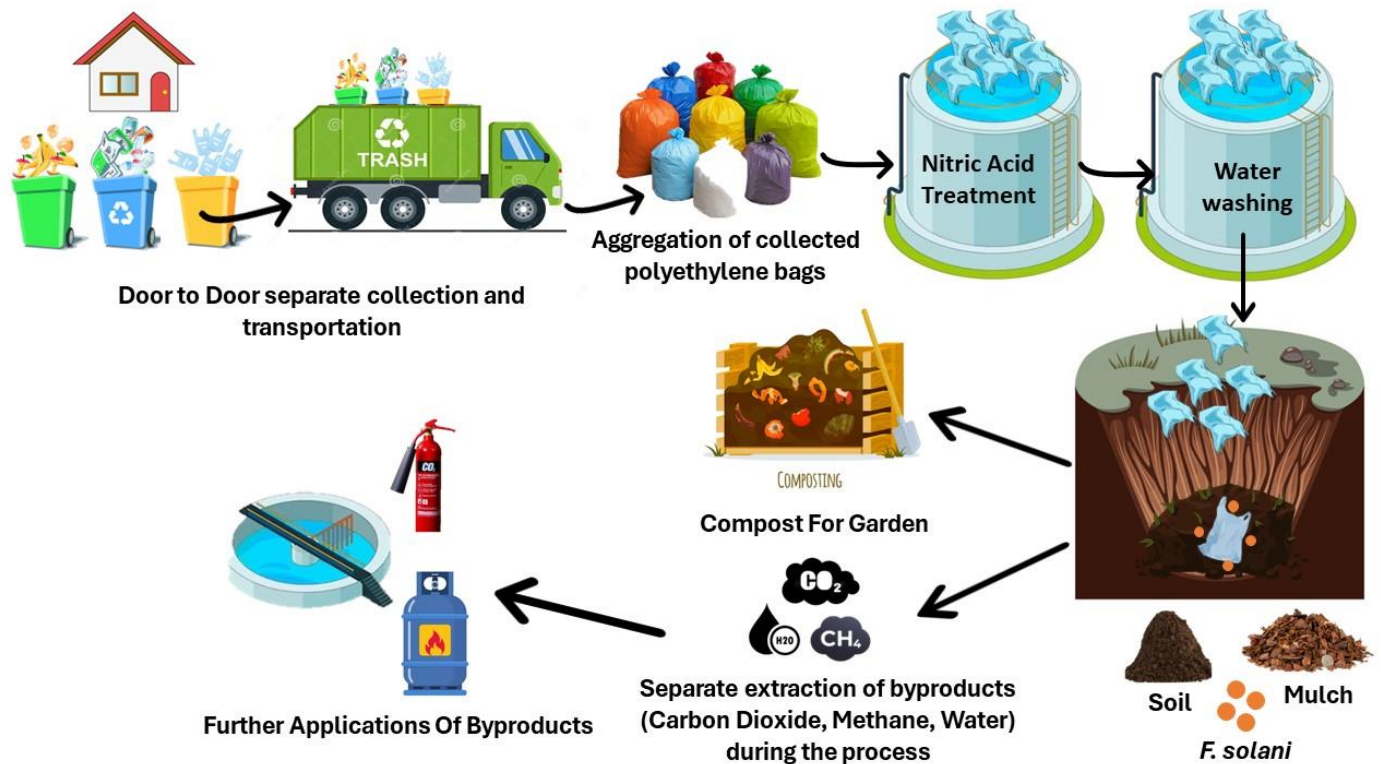 TRASH
Door to Door separate collection and
transportation
Aggregation of collected
polyethylene bags
Nitric Acid
Treatment
Water
washing
COMPOSTING
Compost For Garden
CO2
H2O
CH4
Separate extraction of byproducts
(Carbon Dioxide, Methane, Water)
during the process
CO2
Further Applications Of Byproducts
Soil
Mulch
F. solani